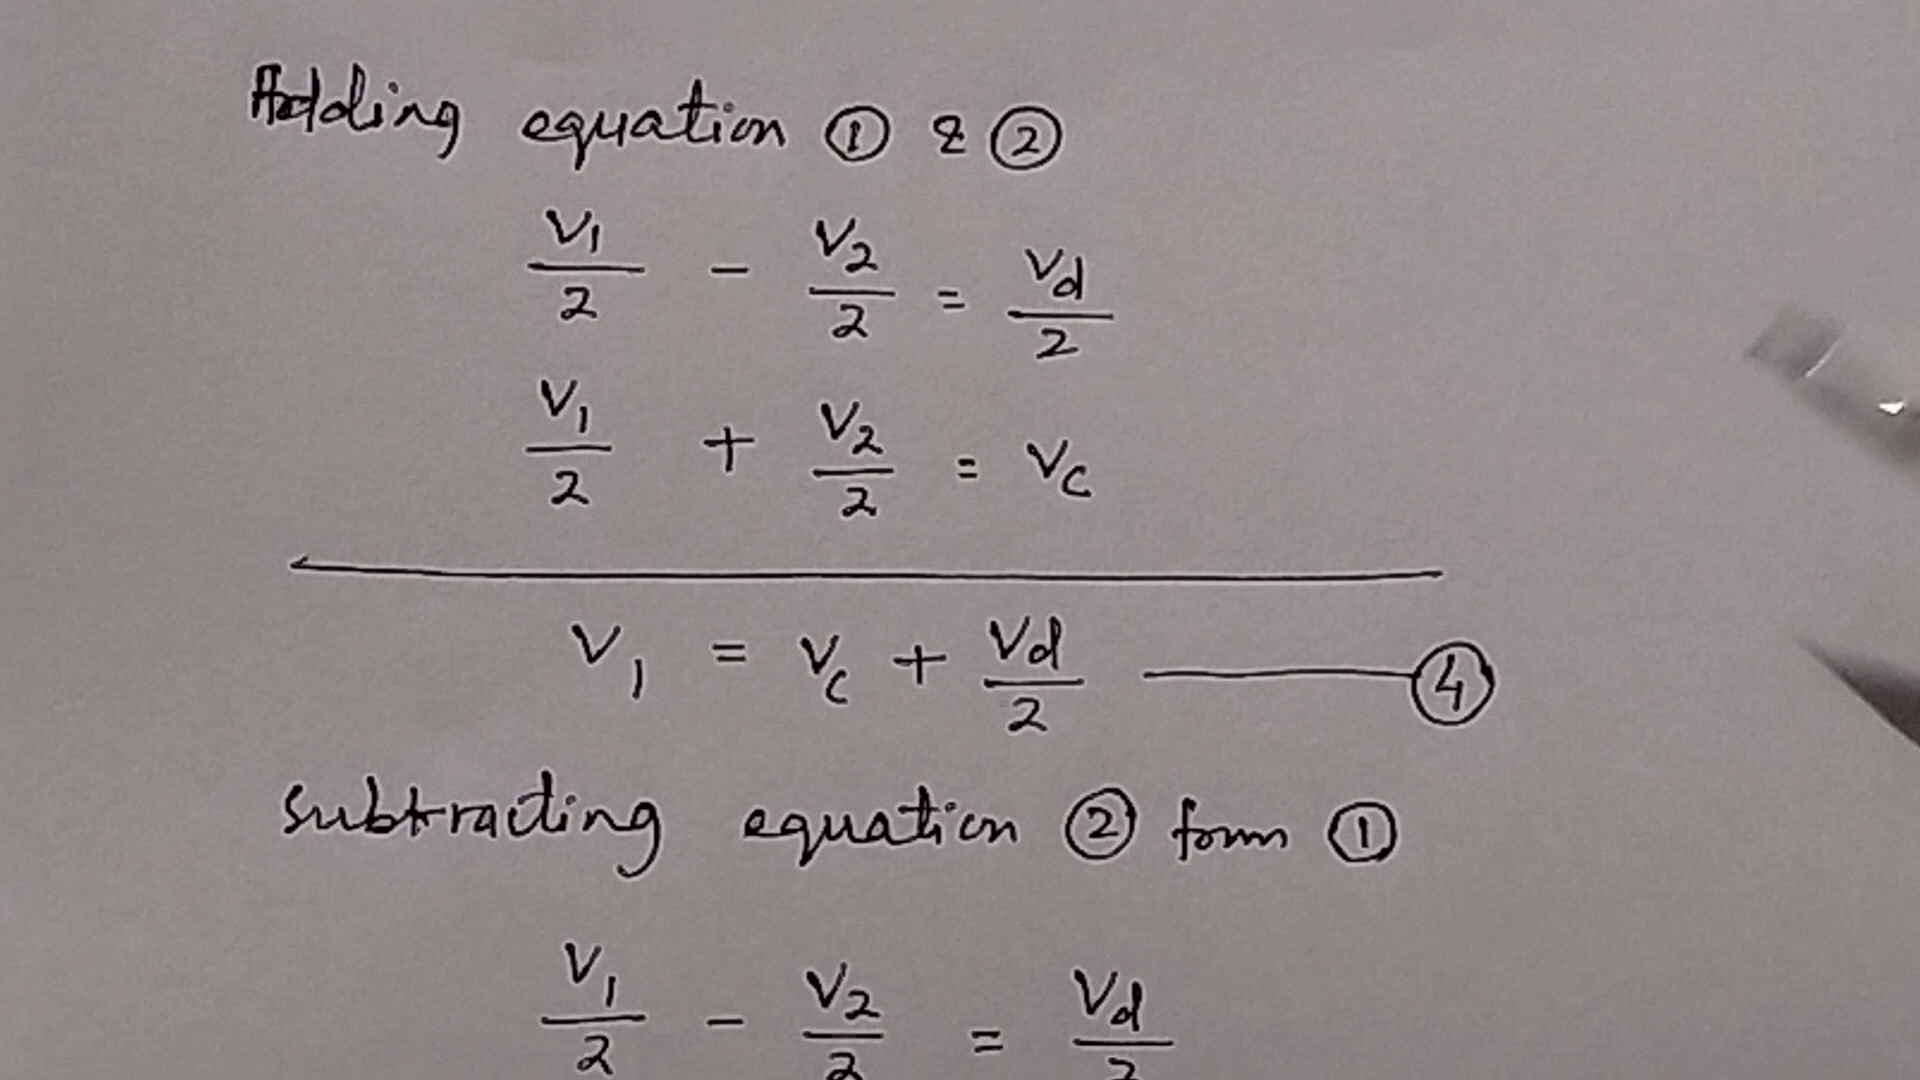 Adding equation ① & ②
V₁/2 - V₂/2 = Vd/2
V₁/2 + V₂/2 = Vc
V₁ = Vc + Vd/2 ——— ④
subtracting equation ② form ①
V₁/2 - V₂/2 = Vd/2